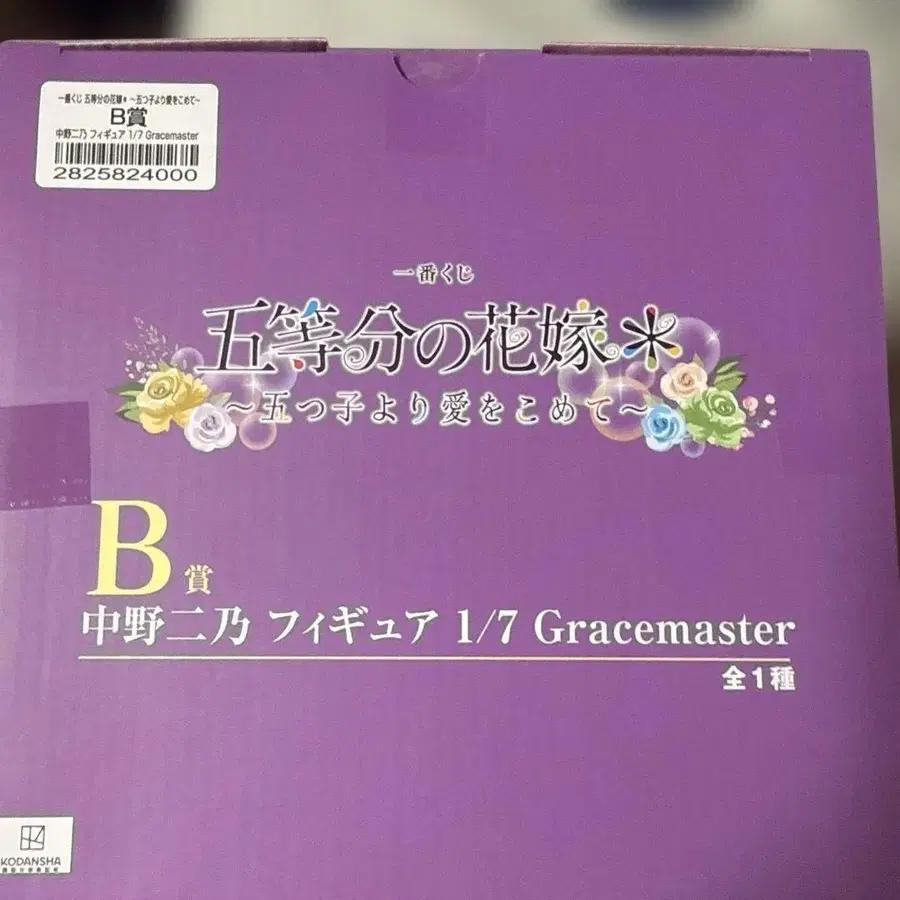 一番くじ 五等分の花嫁＊ ～五つ子より愛をこめて～
B賞
中野二乃 フィギュア 1/7 Gracemaster
2825824000
一番くじ
五等分の花嫁＊
～五つ子より愛をこめて～
B賞
中野二乃 フィギュア 1/7 Gracemaster
全1種
KODANSHA